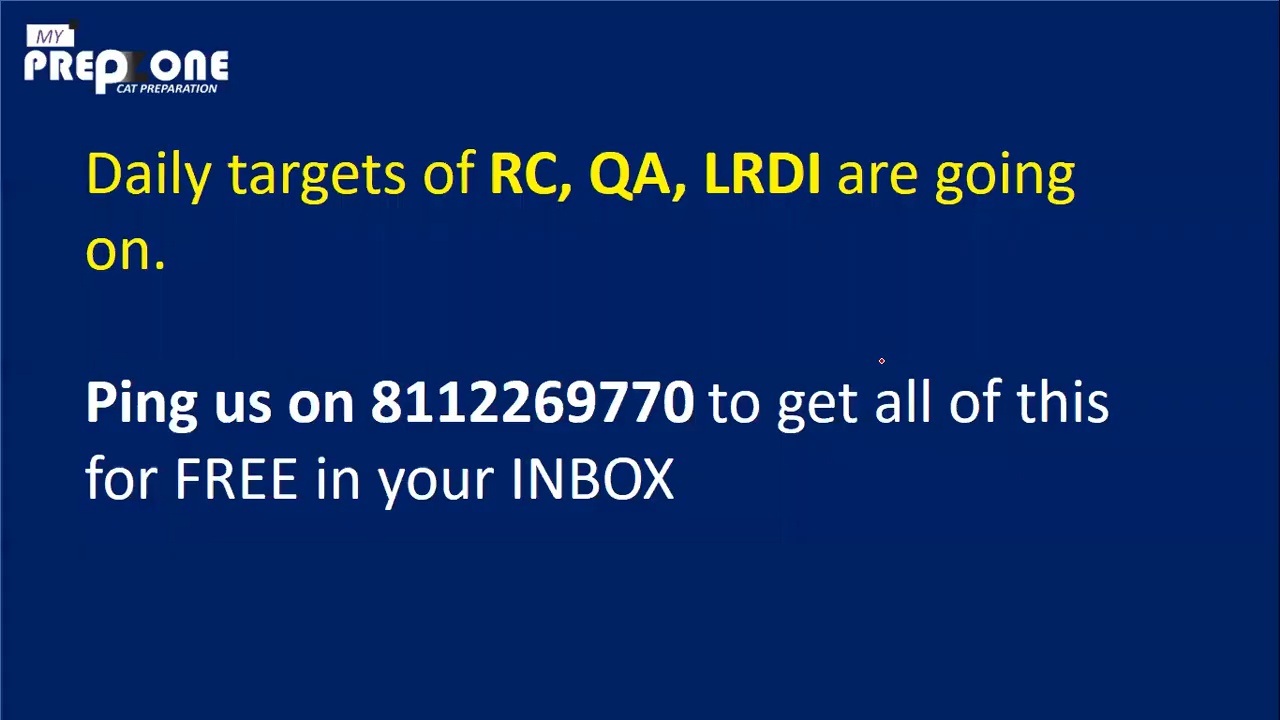 MY
PREPZONE
CAT PREPARATION
Daily targets of RC, QA, LRDI are going
on.
Ping us on 8112269770 to get all of this
for FREE in your INBOX